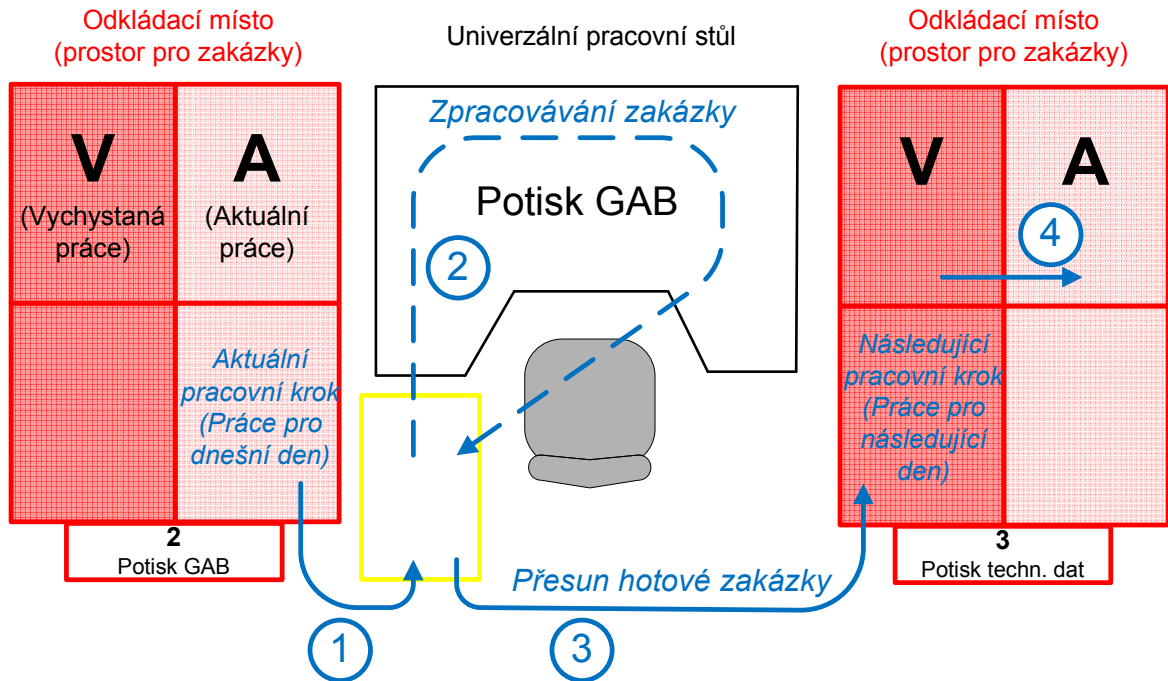 Odkládací místo
(prostor pro zakázky)
Univerzální pracovní stůl
Odkládací místo
(prostor pro zakázky)
V
(Vychystaná
práce)
A
(Aktuální
práce)
Zpracovávání zakázky
Potisk GAB
2
V
A
4
Aktuální
pracovní krok
(Práce pro
dnešní den)
Následující
pracovní krok
(Práce pro
následující
den)
2
Potisk GAB
3
Potisk techn. dat
Přesun hotové zakázky
1
3